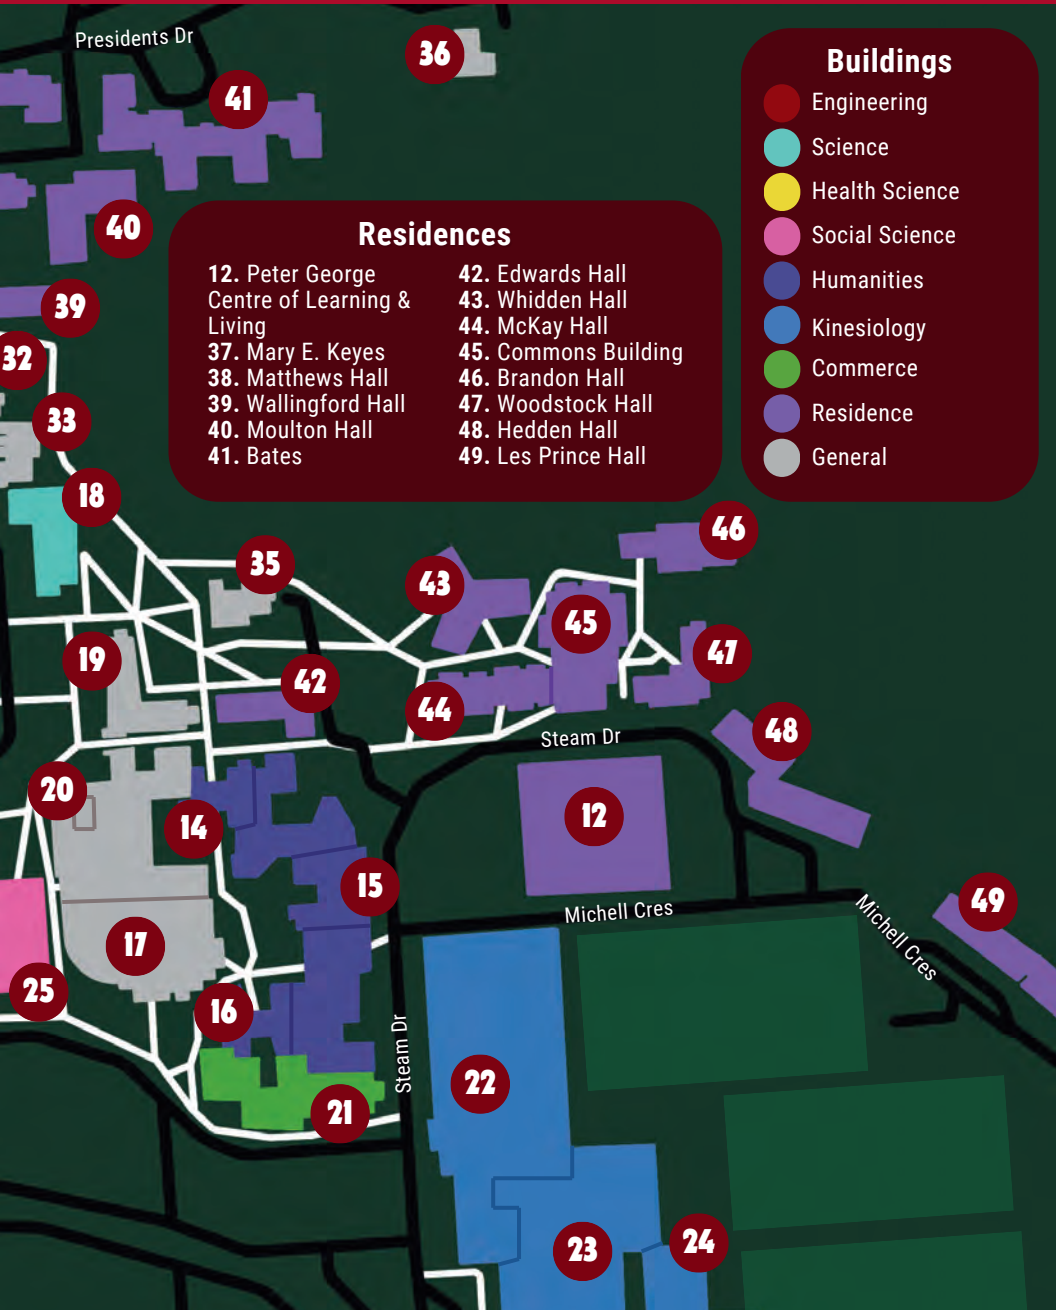 Presidents Dr
36
41
40
39
32
33
18
Buildings
Engineering
Science
Health Science
Social Science
Humanities
Kinesiology
Commerce
Residence
General
Residences
12. Peter George
Centre of Learning &
Living
37. Mary E. Keyes
38. Matthews Hall
39. Wallingford Hall
40. Moulton Hall
41. Bates
42. Edwards Hall
43. Whidden Hall
44. McKay Hall
45. Commons Building
46. Brandon Hall
47. Woodstock Hall
48. Hedden Hall
49. Les Prince Hall
46
35
43
45
47
19
42
44
48
Steam Dr
20
14
12
15
49
Michell Cres
Michell Cres
17
25
16
Steam Dr
22
21
23
24